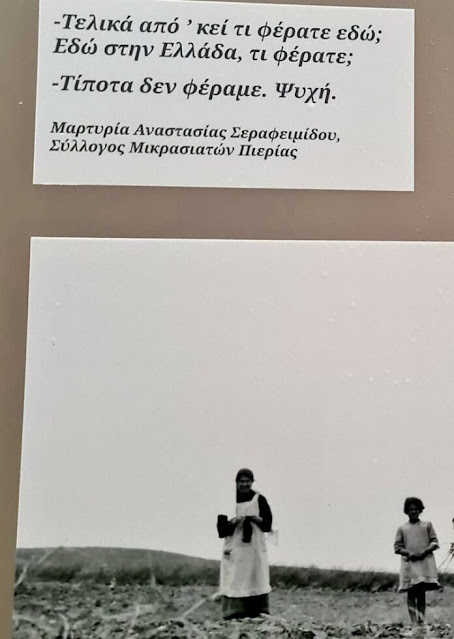 -Τελικά από ’ κεί τι φέρατε εδώ;
Εδώ στην Ελλάδα, τι φέρατε;
-Τίποτα δεν φέραμε. Ψυχή.
Μαρτυρία Αναστασίας Σεραφειμίδου,
Σύλλογος Μικρασιατών Πιερίας